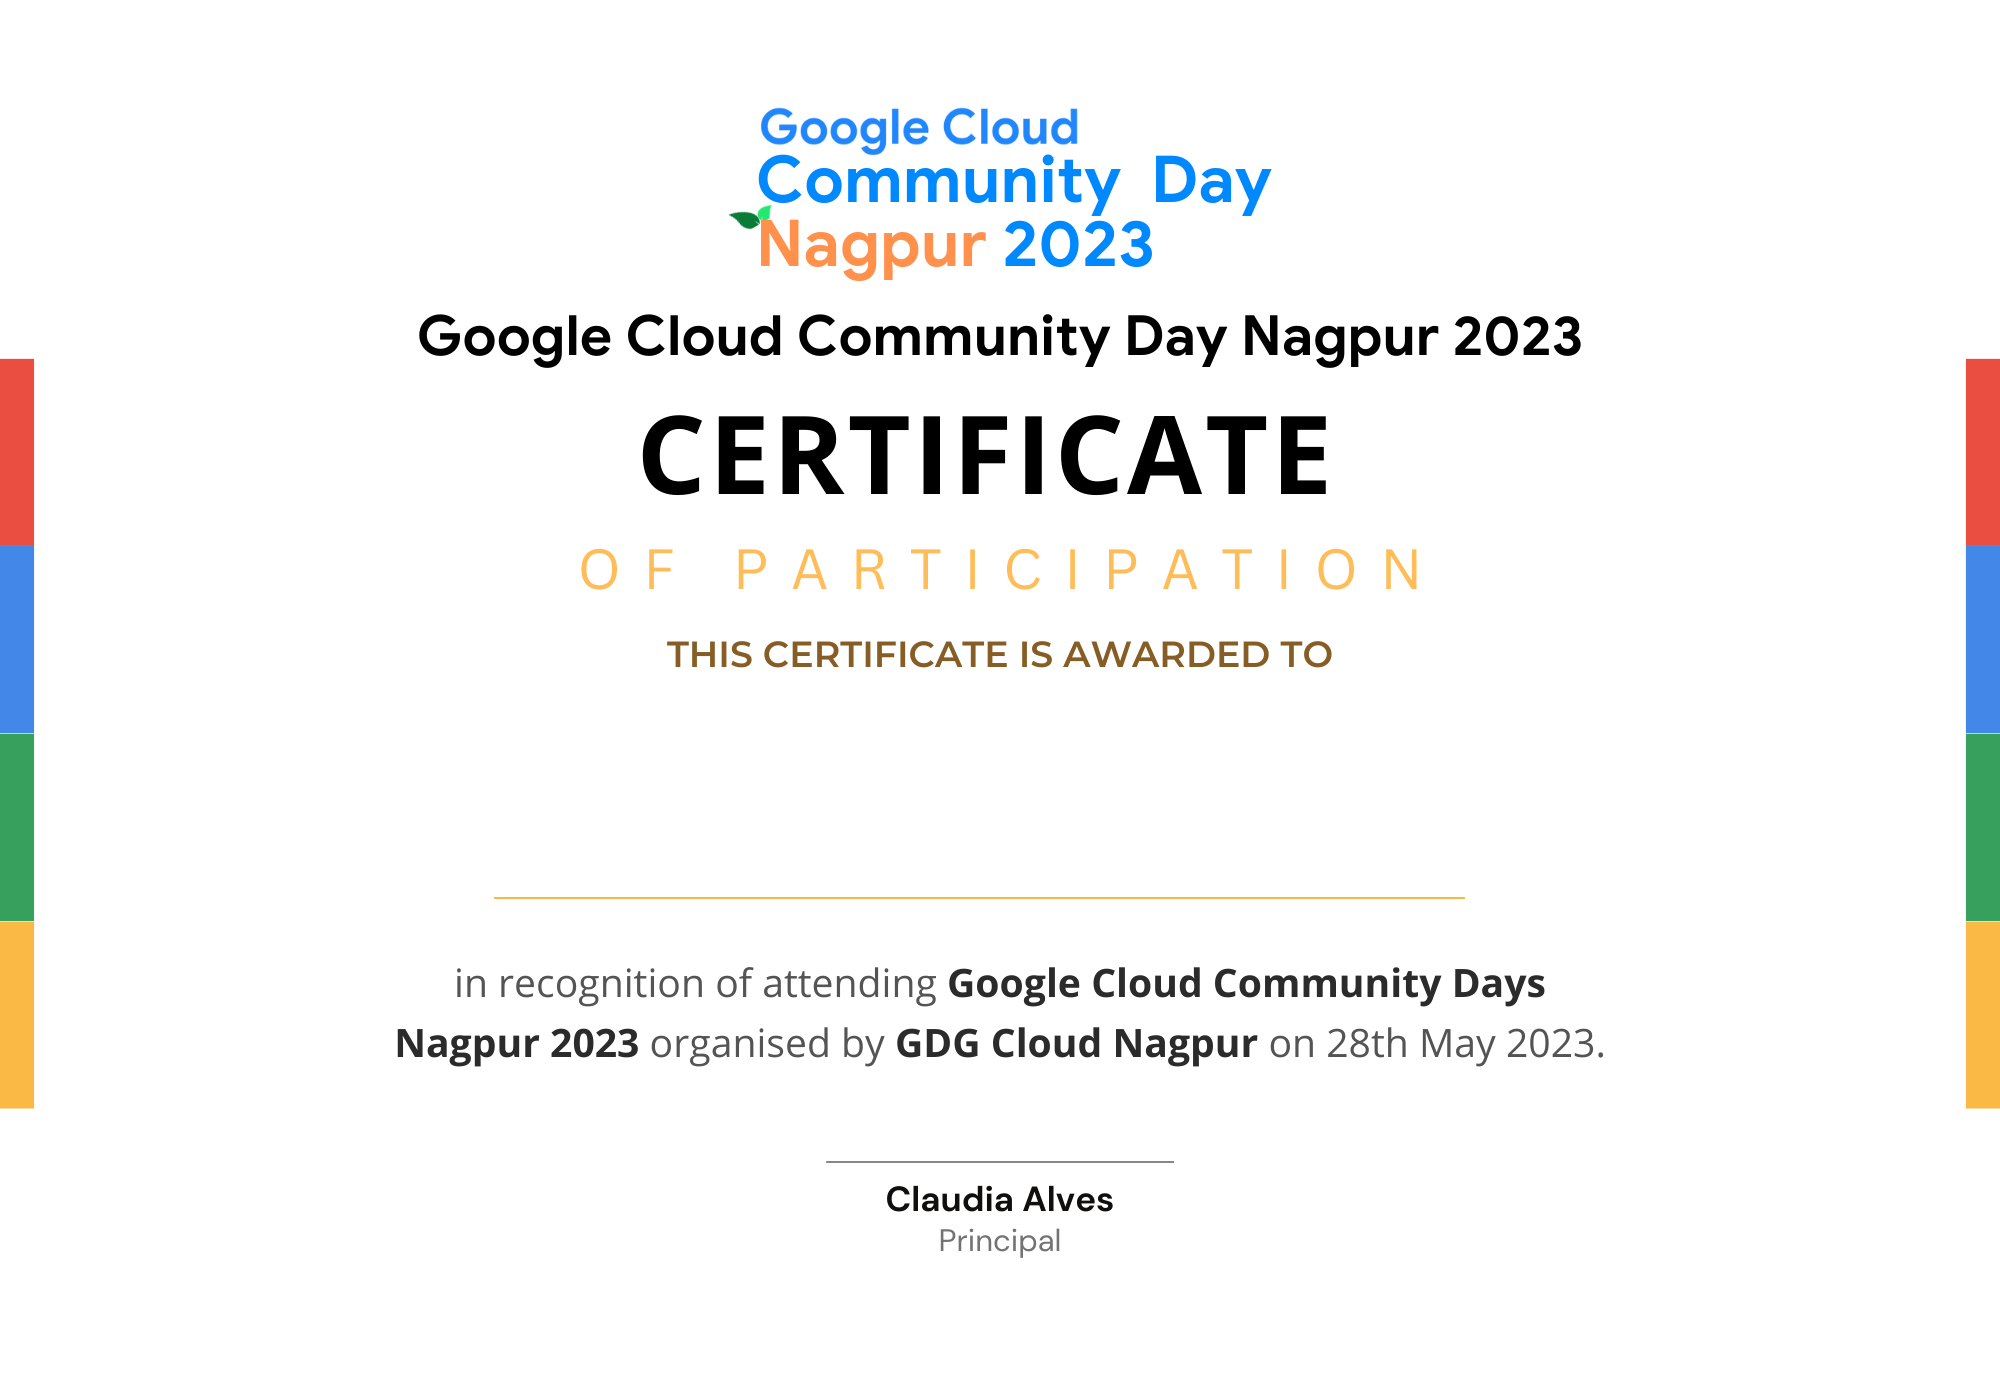 Google Cloud
Community Day
Nagpur 2023
Google Cloud Community Day Nagpur 2023
CERTIFICATE
OF PARTICIPATION
THIS CERTIFICATE IS AWARDED TO
in recognition of attending Google Cloud Community Days
Nagpur 2023 organised by GDG Cloud Nagpur on 28th May 2023.
Claudia Alves
Principal